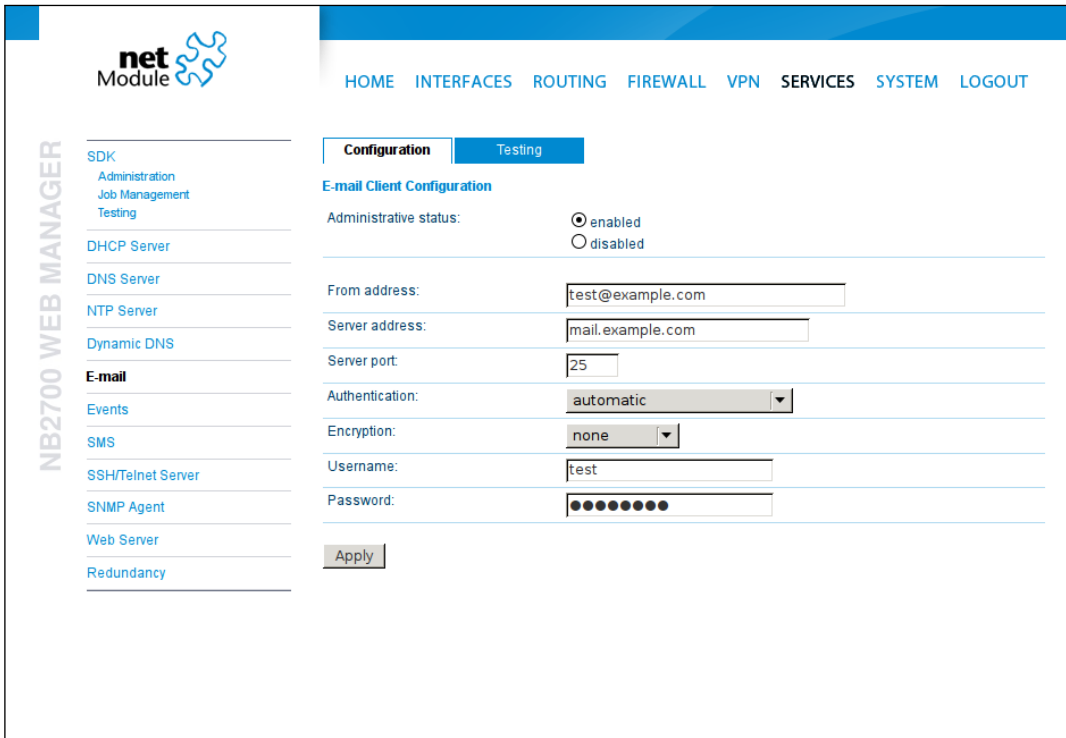 net
Module
HOME INTERFACES ROUTING FIREWALL VPN SERVICES SYSTEM LOGOUT
NB2700 WEB MANAGER
SDK
Administration
Job Management
Testing
DHCP Server
DNS Server
NTP Server
Dynamic DNS
E-mail
Events
SMS
SSH/Telnet Server
SNMP Agent
Web Server
Redundancy
Configuration Testing
E-mail Client Configuration
Administrative status: enabled
disabled
From address: test@example.com
Server address: mail.example.com
Server port: 25
Authentication: automatic
Encryption: none
Username: test
Password: ●●●●●●●●
Apply